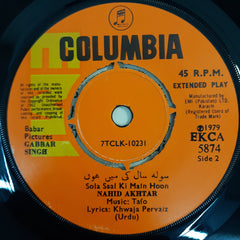 COLUMBIA
45 R.P.M.
EXTENDED PLAY
Manufactured by:
EMI (Pakistan) LTD.
Karachi
(Registered Users of
Trade Mark)
Babar
Pictures
GABBAR
SINGH
7TCLK-10231
℗1979
EKCA
5874
Side 2
سولہ سال کی میں ہوں
Sola Saal Ki Main Hoon
NAHID AKHTAR
Music: Tafo
Lyrics: Khwaja Pervaiz
(Urdu)